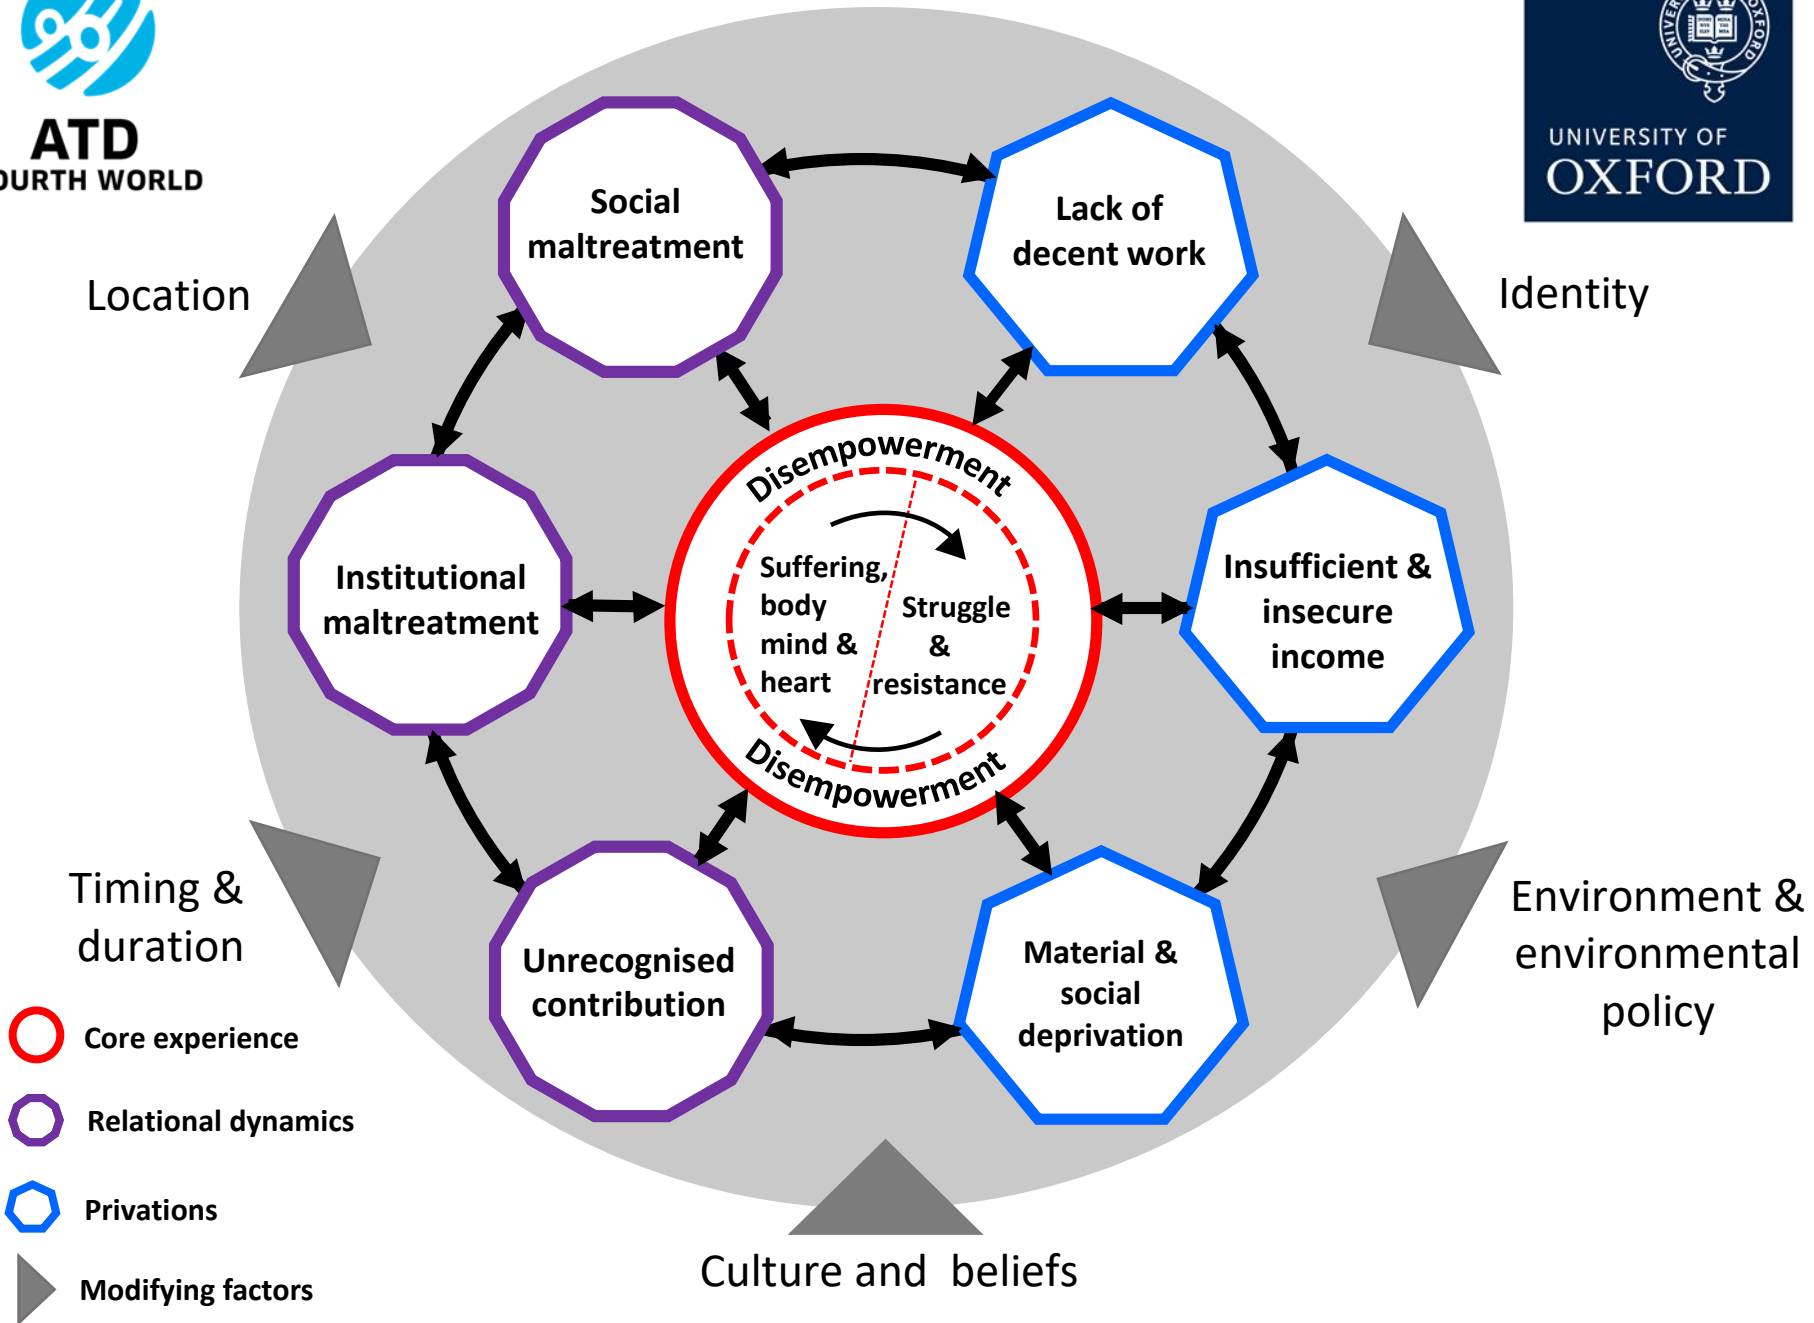 ATD
OURTH WORLD
UNIVERSITY OF
OXFORD
Location
Identity
Social
maltreatment
Lack of
decent work
Institutional
maltreatment
Disempowerment
Suffering,
body
mind &
heart
Struggle
&
resistance
Disempowerment
Insufficient &
insecure
income
Timing &
duration
Unrecognised
contribution
Material &
social
deprivation
Environment &
environmental
policy
Culture and  beliefs
Core experience
Relational dynamics
Privations
Modifying factors